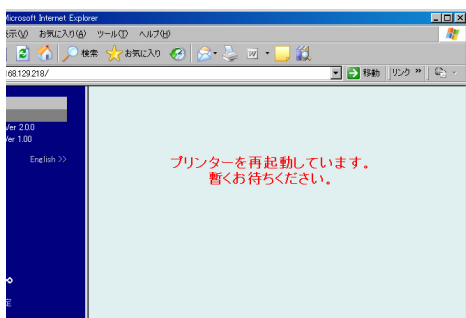 Microsoft Internet Explorer
表示(V) お気に入り(A) ツール(T) ヘルプ(H)
検索 お気に入り
168.129.218/
移動 リンク »
Ver 2.0.0
Ver 1.00
English >>
プリンターを再起動しています。
暫くお待ちください。
定